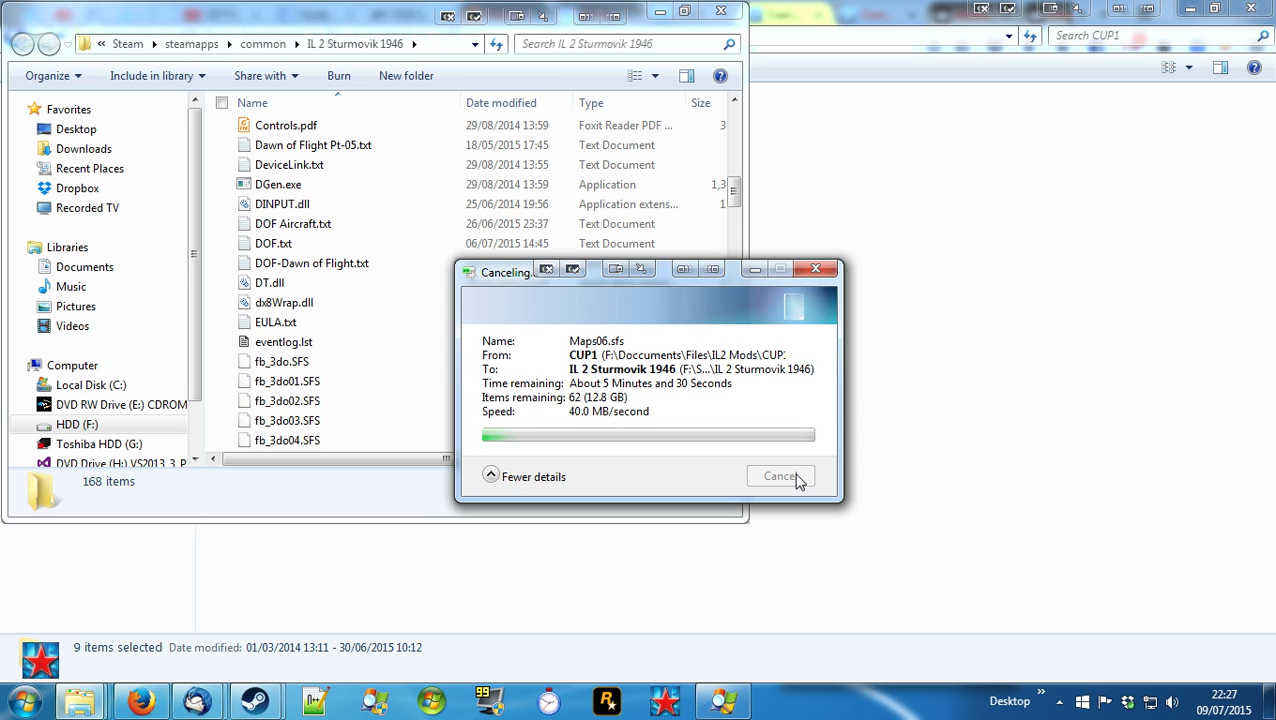 « Steam ▸ steamapps ▸ common ▸ IL 2 Sturmovik 1946 ▸
Search IL 2 Sturmovik 1946
Search CUP1
Organize
Include in library
Share with
Burn
New folder
Name
Date modified
Type
Size
Favorites
Desktop
Downloads
Recent Places
Dropbox
Recorded TV
Libraries
Documents
Music
Pictures
Videos
Computer
Local Disk (C:)
DVD RW Drive (E:) CDROM
HDD (F:)
Toshiba HDD (G:)
DVD Drive (H:) VS2013_3_P
Controls.pdf 29/08/2014 13:59 Foxit Reader PDF ... 3
Dawn of Flight Pt-05.txt 18/05/2015 17:45 Text Document
DeviceLink.txt 29/08/2014 13:55 Text Document
DGen.exe 29/08/2014 13:59 Application 1,3
DINPUT.dll 25/06/2014 19:56 Application extens... 1
DOF Aircraft.txt 26/06/2015 23:37 Text Document
DOF.txt 06/07/2015 14:45 Text Document
DOF-Dawn of Flight.txt
DT.dll
dx8Wrap.dll
EULA.txt
eventlog.lst
fb_3do.SFS
fb_3do01.SFS
fb_3do02.SFS
fb_3do03.SFS
fb_3do04.SFS
168 items
Canceling...
Name: Maps06.sfs
From: CUP1 (F:\Doccuments\Files\IL2 Mods\CUP:
To: IL 2 Sturmovik 1946 (F:\S...\IL 2 Sturmovik 1946)
Time remaining: About 5 Minutes and 30 Seconds
Items remaining: 62 (12.8 GB)
Speed: 40.0 MB/second
Fewer details
Cancel
9 items selected Date modified: 01/03/2014 13:11 - 30/06/2015 10:12
99
R
Desktop »
22:27
09/07/2015